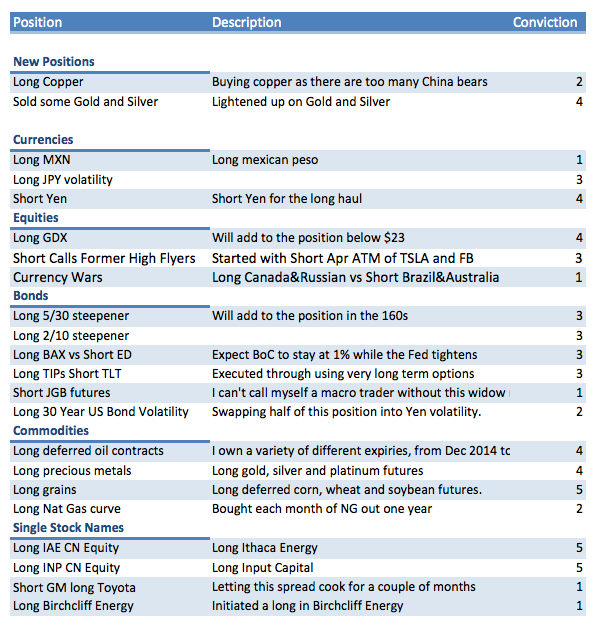 Position Description Conviction
New Positions
Long Copper Buying copper as there are too many China bears 2
Sold some Gold and Silver Lightened up on Gold and Silver 4
Currencies
Long MXN Long mexican peso 1
Long JPY volatility 3
Short Yen Short Yen for the long haul 4
Equities
Long GDX Will add to the position below $23 4
Short Calls Former High Flyers Started with Short Apr ATM of TSLA and FB 3
Currency Wars Long Canada&Russian vs Short Brazil&Australia 1
Bonds
Long 5/30 steepener Will add to the position in the 160s 3
Long 2/10 steepener 3
Long BAX vs Short ED Expect BoC to stay at 1% while the Fed tightens 3
Long TIPs Short TLT Executed through using very long term options 3
Short JGB futures I can't call myself a macro trader without this widow 1
Long 30 Year US Bond Volatility Swapping half of this position into Yen volatility. 2
Commodities
Long deferred oil contracts I own a variety of different expiries, from Dec 2014 to 4
Long precious metals Long gold, silver and platinum futures 4
Long grains Long deferred corn, wheat and soybean futures. 5
Long Nat Gas curve Bought each month of NG out one year 2
Single Stock Names
Long IAE CN Equity Long Ithaca Energy 5
Long INP CN Equity Long Input Capital 5
Short GM long Toyota Letting this spread cook for a couple of months 1
Long Birchcliff Energy Initiated a long in Birchcliff Energy 1